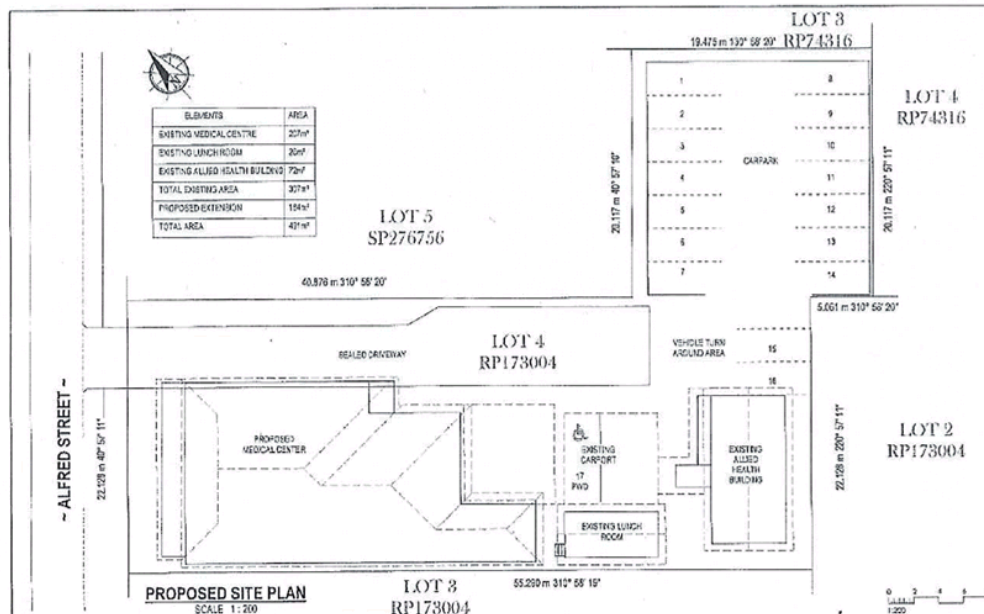 LOT 3
RP74316
19.475 m 130° 56' 20"
LOT 4
RP74316
ELEMENTS AREA
EXISTING MEDICAL CENTRE 207m²
EXISTING LUNCH ROOM
EXISTING ALLIED HEALTH BUILDING 72m²
TOTAL EXISTING AREA 307m²
PROPOSED EXTENSION 184m²
TOTAL AREA 491m²
1
2
3
4
5
6
7
CARPARK
8
9
10
11
12
13
14
20.117 m 40° 57' 10"
20.117 m 220° 57' 11"
LOT 5
SP276756
40.876 m 310° 56' 20"
5.061 m 310° 56' 20"
SEALED DRIVEWAY
LOT 4
RP173004
VEHICLE TURN
AROUND AREA
15
16
~ ALFRED STREET ~
22.128 m 40° 57' 11"
PROPOSED
MEDICAL CENTER
EXISTING
CARPORT
17
PWD
EXISTING
ALLIED
HEALTH
BUILDING
22.128 m 220° 57' 11"
LOT 2
RP173004
EXISTING LUNCH
ROOM
55.290 m 310° 56' 15"
PROPOSED SITE PLAN
SCALE 1 : 200
LOT 3
RP173004
0 2 4 6
1:200